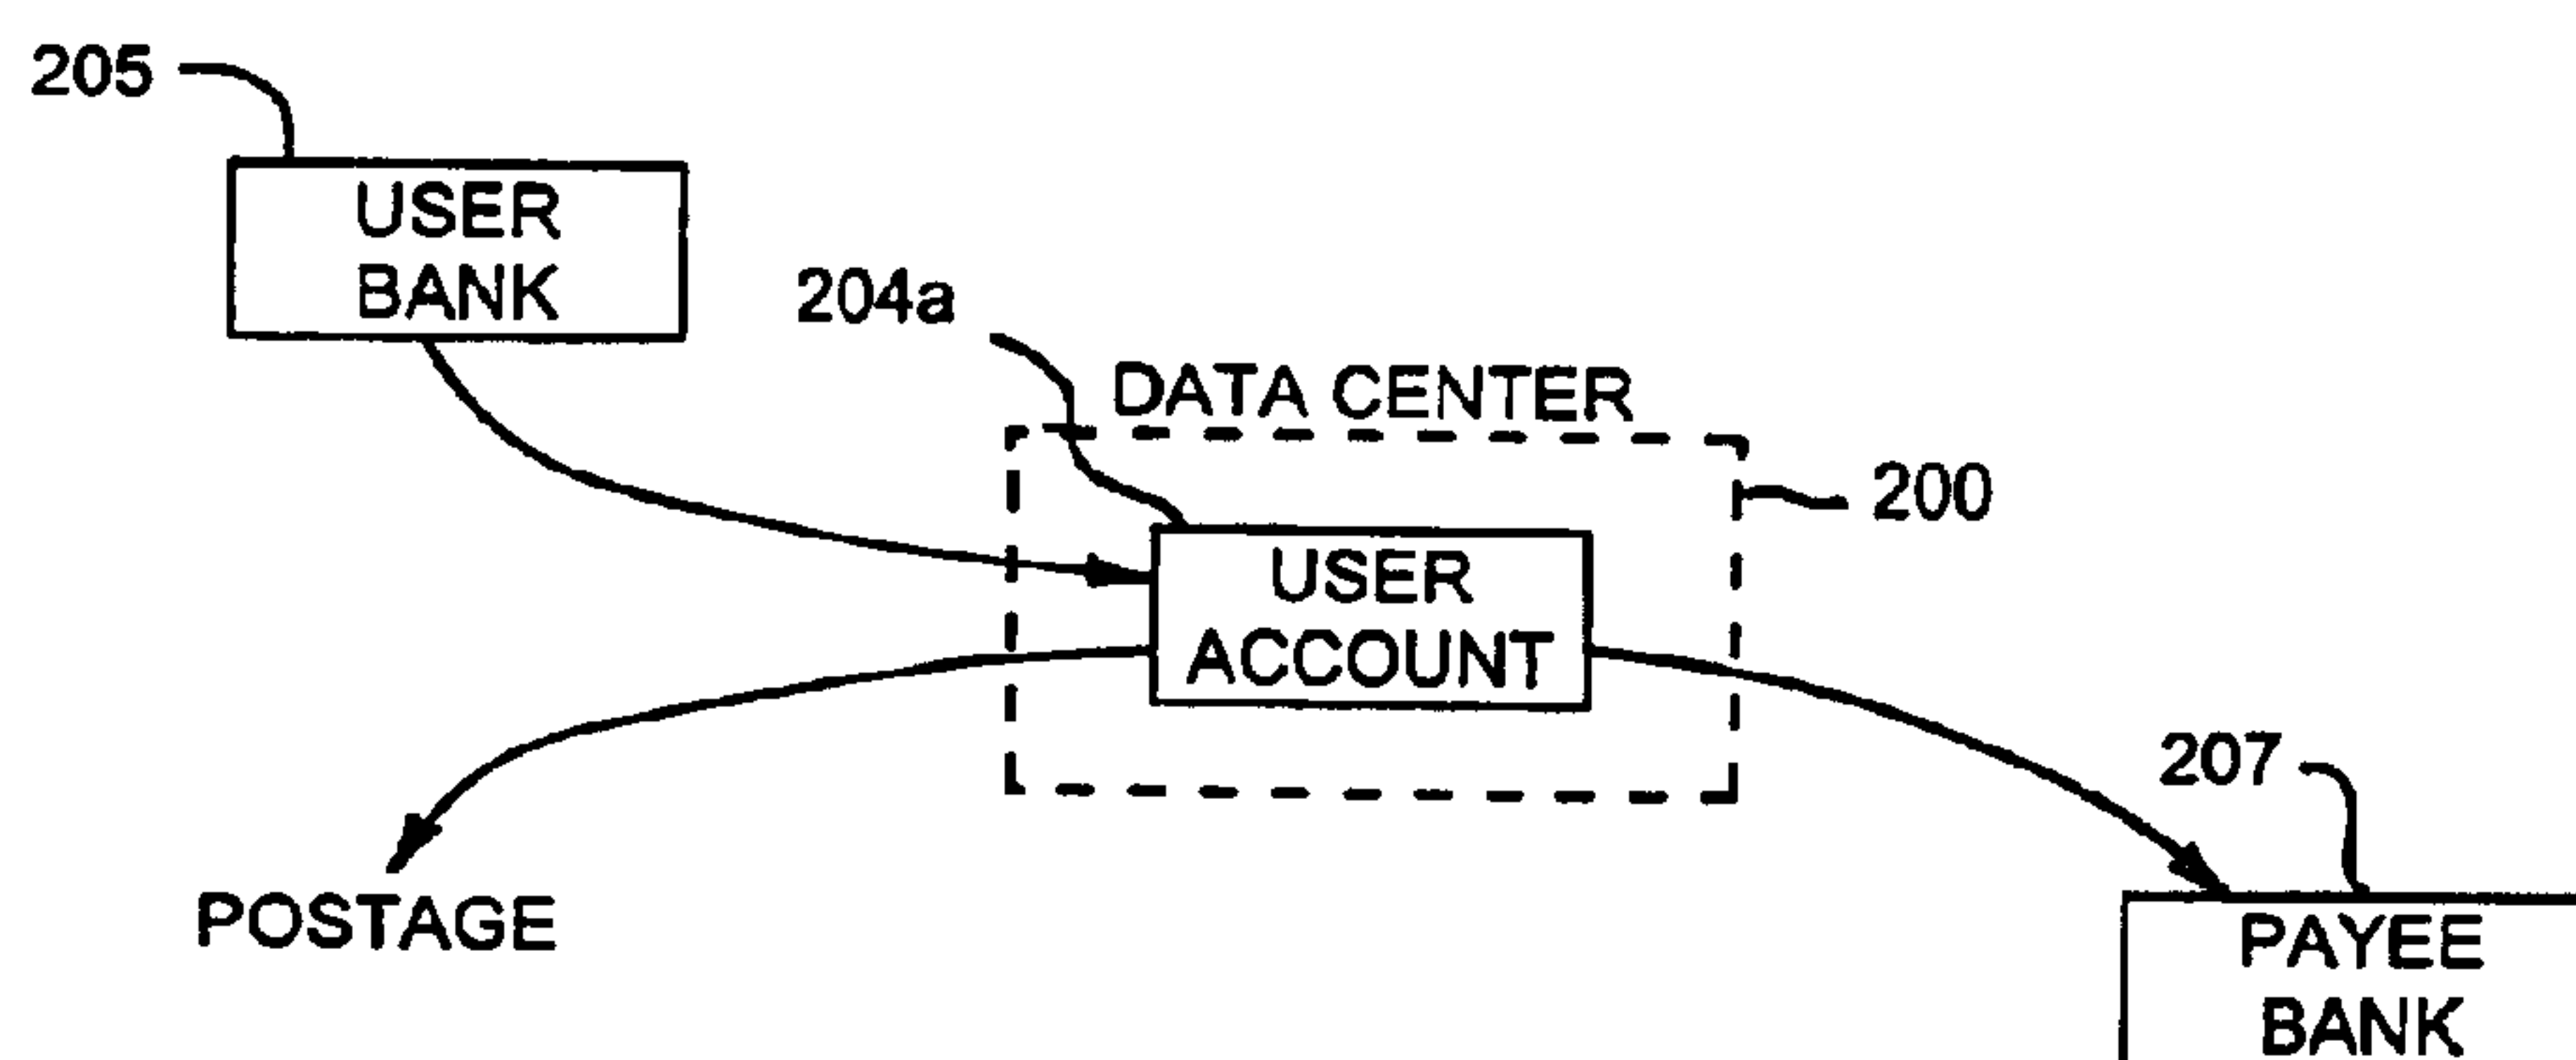 205
USER
BANK
204a
DATA CENTER
200
USER
ACCOUNT
207
POSTAGE
PAYEE
BANK